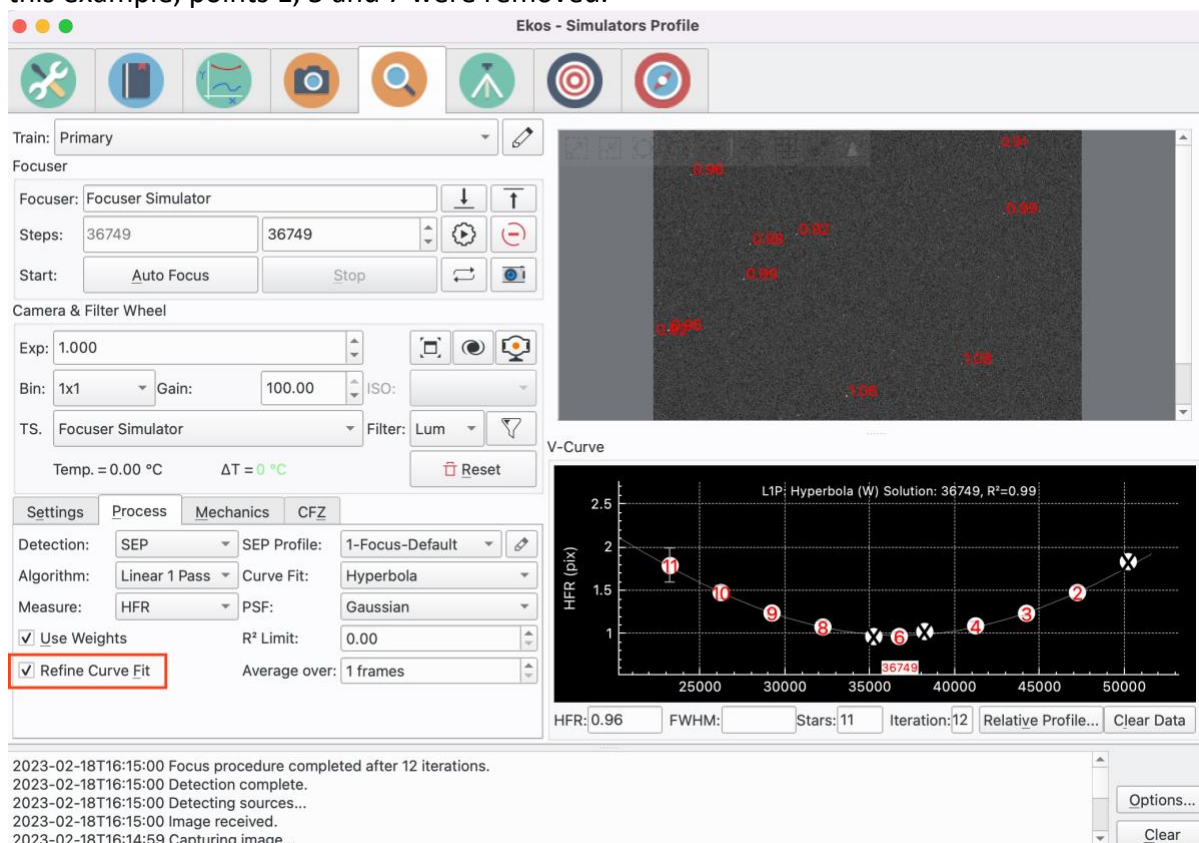 this example, points 1, 5 and 7 were removed.
Ekos - Simulators Profile
Train: Primary
Focuser
Focuser: Focuser Simulator
Steps: 36749 36749
Start: Auto Focus Stop
Camera & Filter Wheel
Exp: 1.000
Bin: 1x1 Gain: 100.00 ISO:
TS. Focuser Simulator Filter: Lum
Temp. = 0.00 °C ΔT = 0 °C Reset
Settings Process Mechanics CFZ
Detection: SEP SEP Profile: 1-Focus-Default
Algorithm: Linear 1 Pass Curve Fit: Hyperbola
Measure: HFR PSF: Gaussian
Use Weights R² Limit: 0.00
Refine Curve Fit Average over: 1 frames
0.91
0.96
0.99
0.92
0.98
0.99
0.96
1.08
1.06
V-Curve
L1P: Hyperbola (W) Solution: 36749, R²=0.99
HFR (pix)
2.5
2
1.5
1
11 10 9 8 6 4 3 2
36749
25000 30000 35000 40000 45000 50000
HFR: 0.96 FWHM: Stars: 11 Iteration: 12 Relative Profile... Clear Data
2023-02-18T16:15:00 Focus procedure completed after 12 iterations.
2023-02-18T16:15:00 Detection complete.
2023-02-18T16:15:00 Detecting sources...
2023-02-18T16:15:00 Image received.
2023-02-18T16:14:59 Capturing image...
Options...
Clear